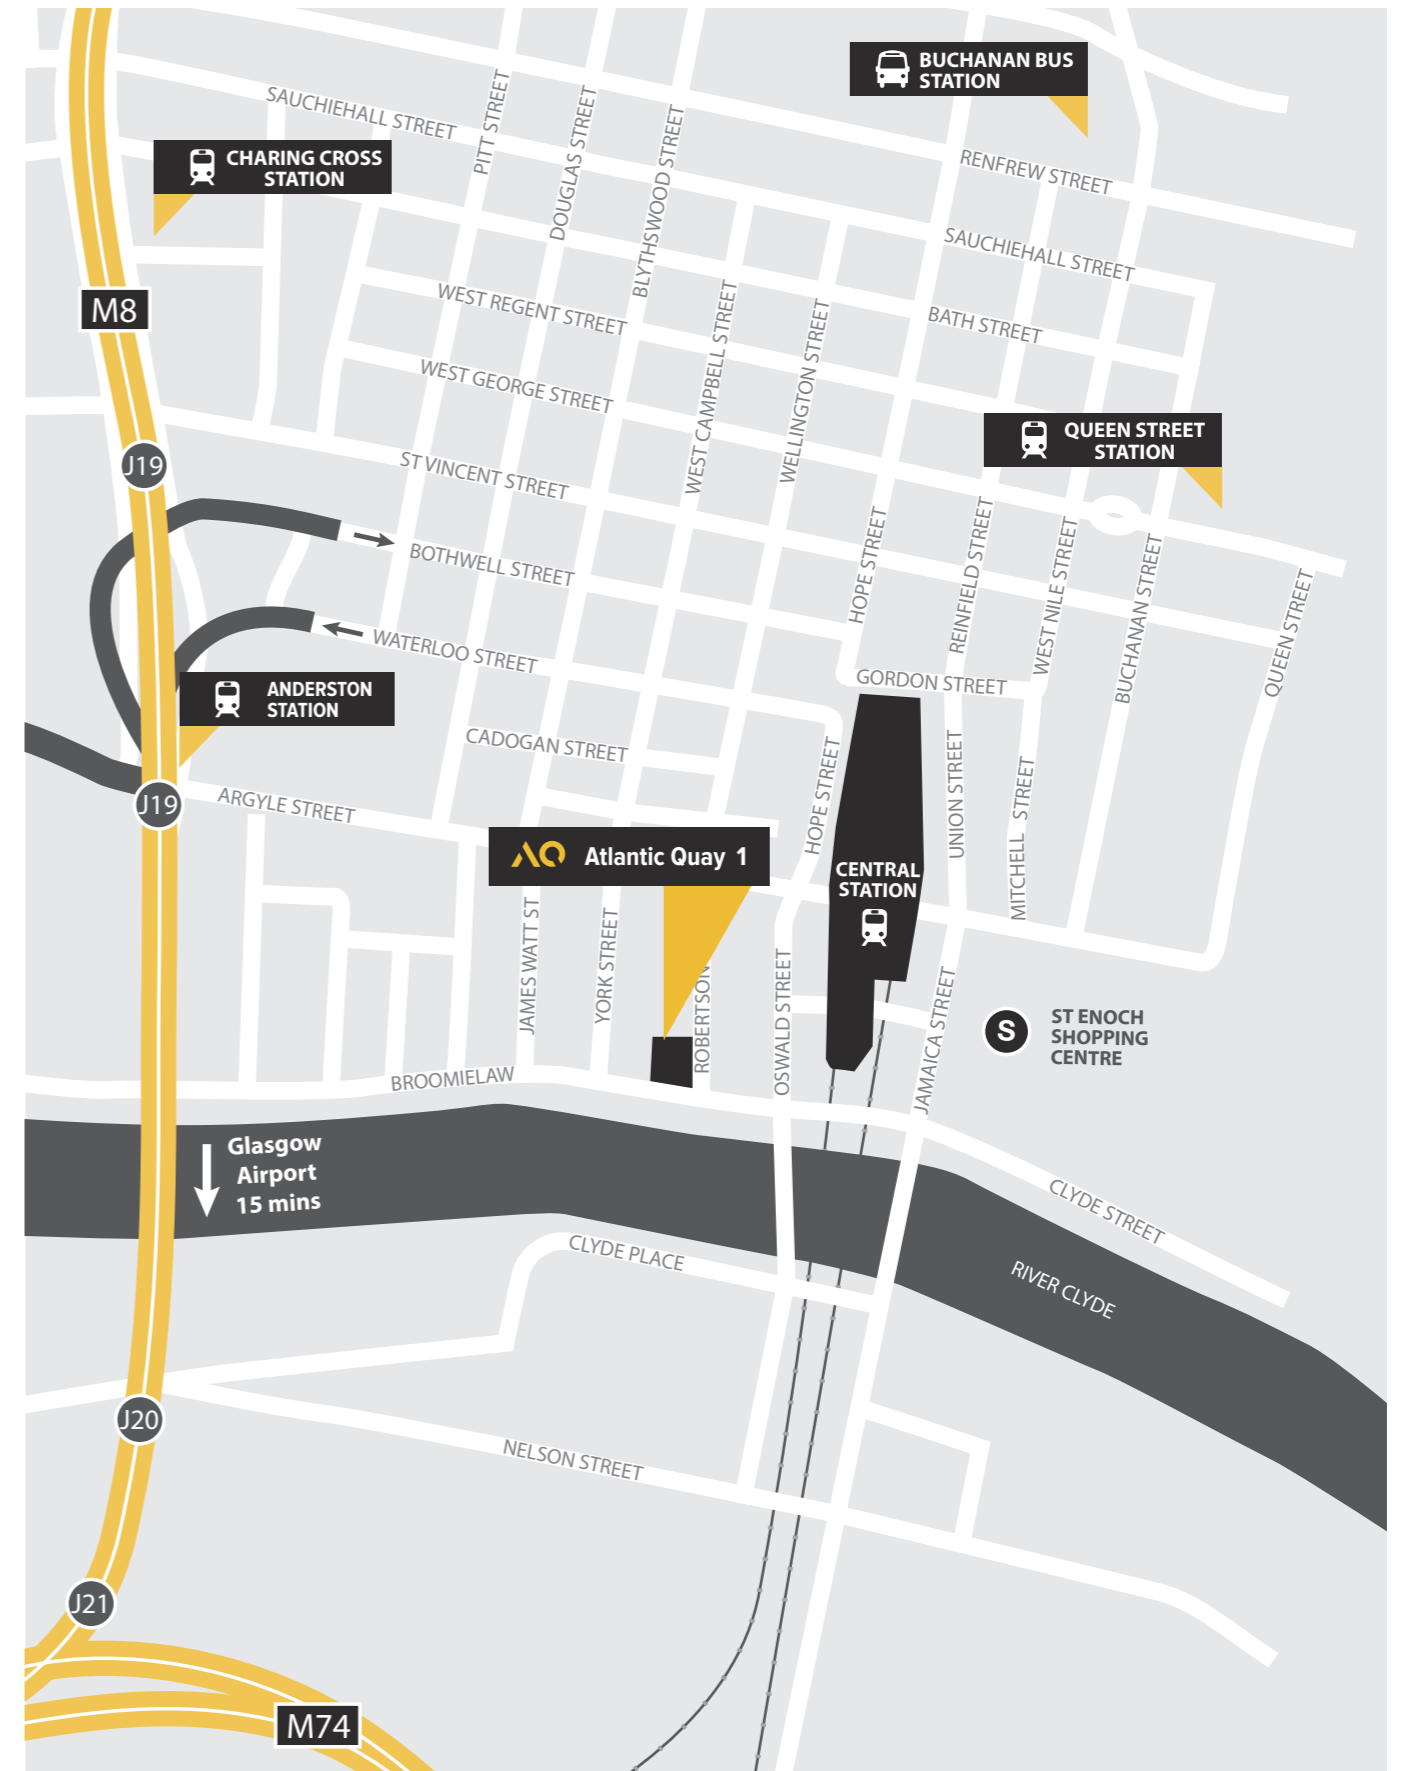 BUCHANAN BUS
STATION
SAUCHIEHALL STREET
PITT STREET
DOUGLAS STREET
BLYTHSWOOD STREET
CHARING CROSS
STATION
RENFREW STREET
SAUCHIEHALL STREET
M8
WEST REGENT STREET
BATH STREET
WEST CAMPBELL STREET
WELLINGTON STREET
WEST GEORGE STREET
QUEEN STREET
STATION
J19
ST VINCENT STREET
HOPE STREET
REINFIELD STREET
WEST NILE STREET
BUCHANAN STREET
QUEEN STREET
BOTHWELL STREET
WATERLOO STREET
GORDON STREET
ANDERSTON
STATION
CADOGAN STREET
HOPE STREET
UNION STREET
MITCHELL STREET
J19
ARGYLE STREET
AQ Atlantic Quay 1
CENTRAL
STATION
JAMES WATT ST
YORK STREET
ROBERTSON
OSWALD STREET
JAMAICA STREET
S
ST ENOCH
SHOPPING
CENTRE
BROOMIELAW
Glasgow
Airport
15 mins
CLYDE STREET
CLYDE PLACE
RIVER CLYDE
J20
NELSON STREET
J21
M74